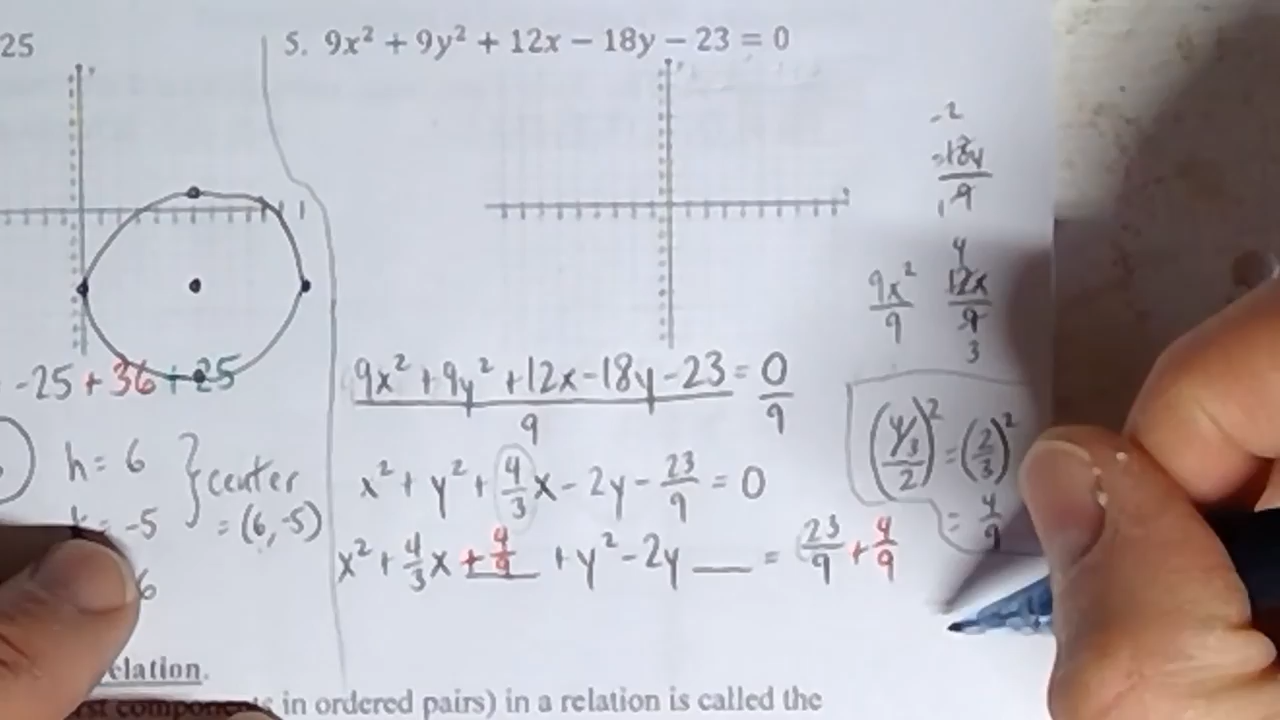 25
5. 9x² + 9y² + 12x − 18y − 23 = 0
-2
-18y
1 9
9x²
9
4
12x
9
3
-25 + 36 + 25
9x² + 9y² + 12x - 18y - 23 = 0
9 9
h = 6
-5
} center
= (6, -5)
6
x² + y² + 4/3 x - 2y - 23/9 = 0
x² + 4/3 x + 4/9 + y² - 2y ___ = 23/9 + 4/9
((4/3)/2)² = (2/3)²
= 4/9
elation.
in ordered pairs) in a relation is called the